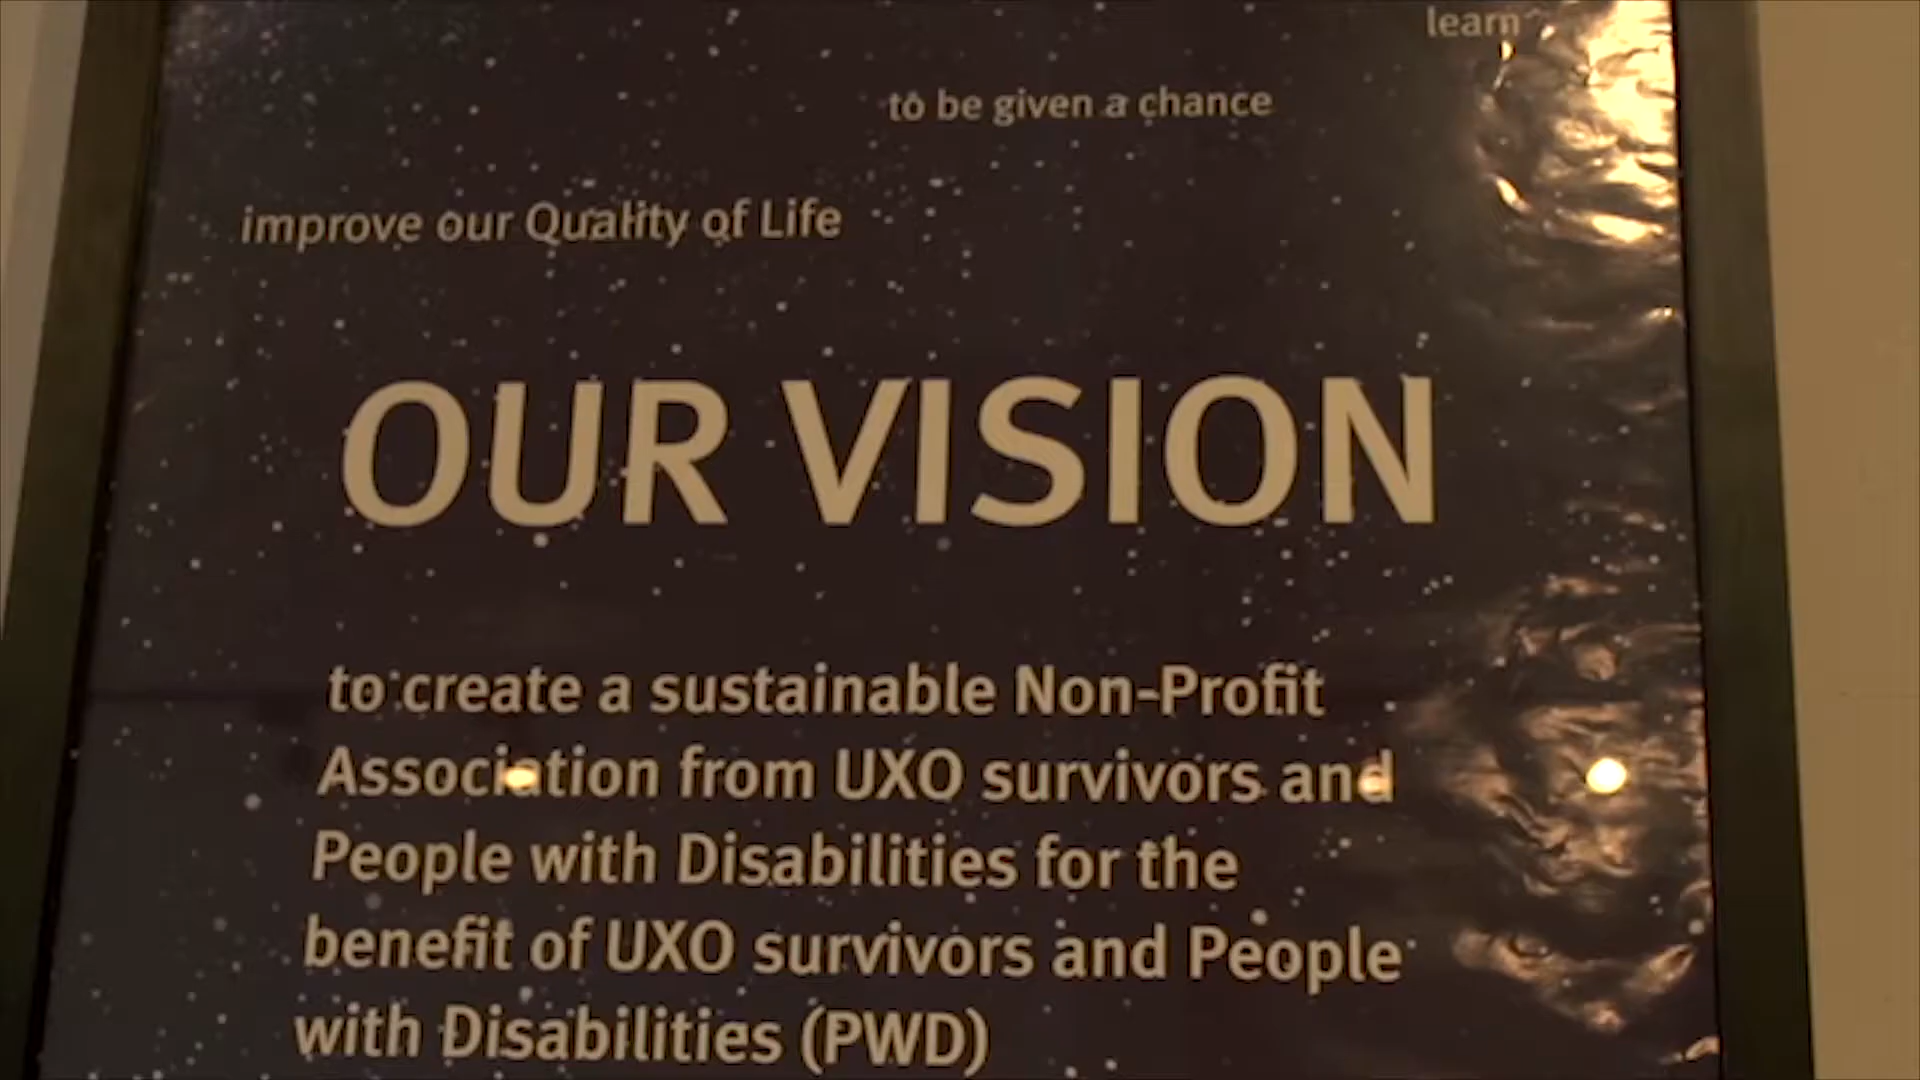 learn
to be given a chance
improve our Quality of Life
OUR VISION
to create a sustainable Non-Profit
Association from UXO survivors and
People with Disabilities for the
benefit of UXO survivors and People
with Disabilities (PWD)